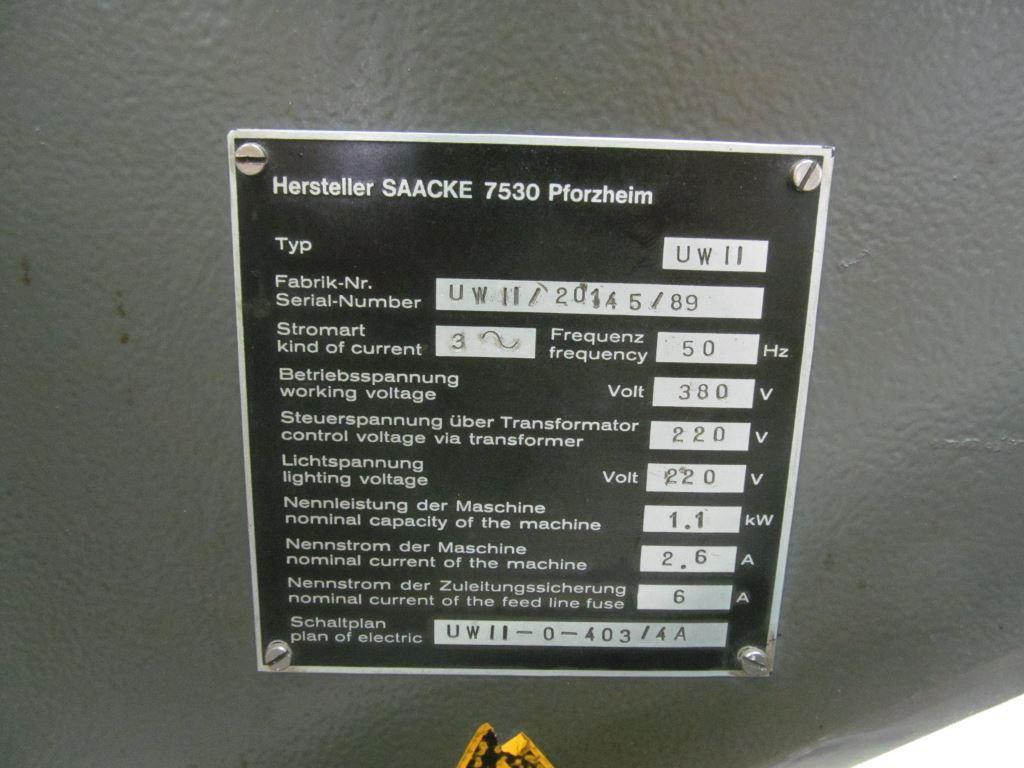 Hersteller SAACKE 7530 Pforzheim
Typ UW II
Fabrik-Nr.
Serial-Number UW II/20145/89
Stromart
kind of current 3 ~ Frequenz
frequency 50 Hz
Betriebsspannung
working voltage Volt 380 V
Steuerspannung über Transformator
control voltage via transformer 220 V
Lichtspannung
lighting voltage Volt 220 V
Nennleistung der Maschine
nominal capacity of the machine 1.1 kW
Nennstrom der Maschine
nominal current of the machine 2.6 A
Nennstrom der Zuleitungssicherung
nominal current of the feed line fuse 6 A
Schaltplan
plan of electric UWII-0-403/4A